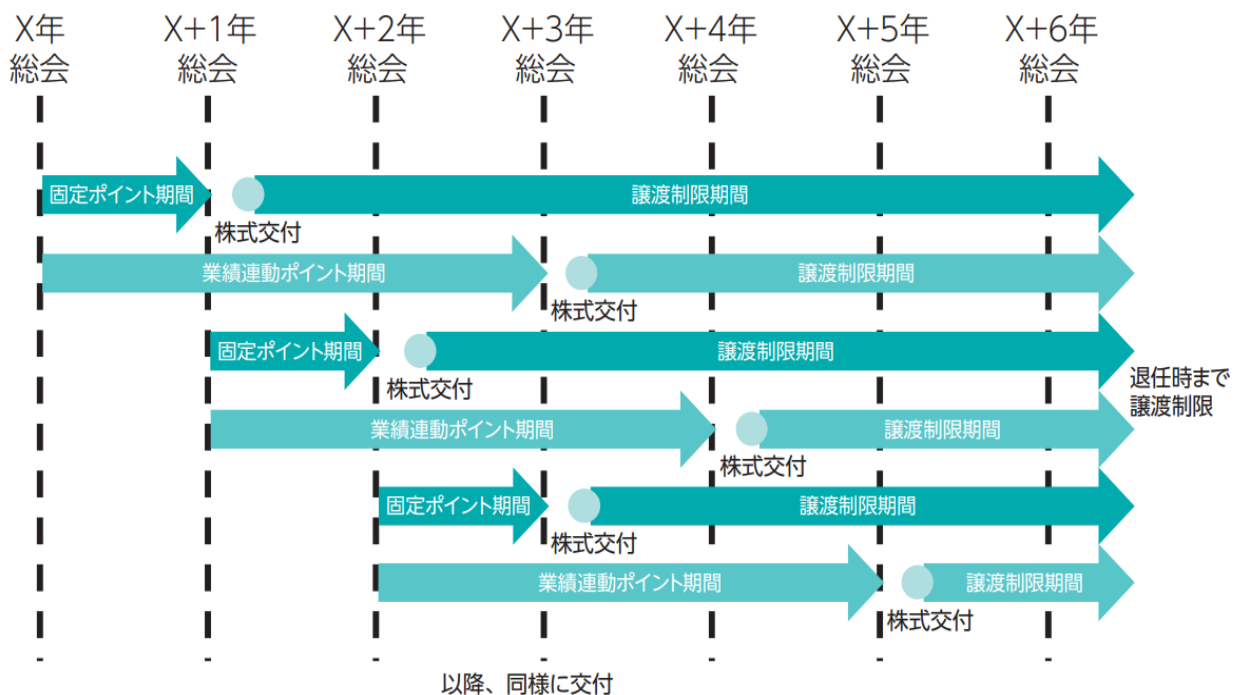 X年 X+1年 X+2年 X+3年 X+4年 X+5年 X+6年
総会 総会 総会 総会 総会 総会 総会
固定ポイント期間 譲渡制限期間
株式交付
業績連動ポイント期間 譲渡制限期間
株式交付
固定ポイント期間 譲渡制限期間
株式交付
退任時まで
譲渡制限
業績連動ポイント期間 譲渡制限期間
株式交付
固定ポイント期間 譲渡制限期間
株式交付
業績連動ポイント期間 譲渡制限期間
株式交付
以降、同様に交付